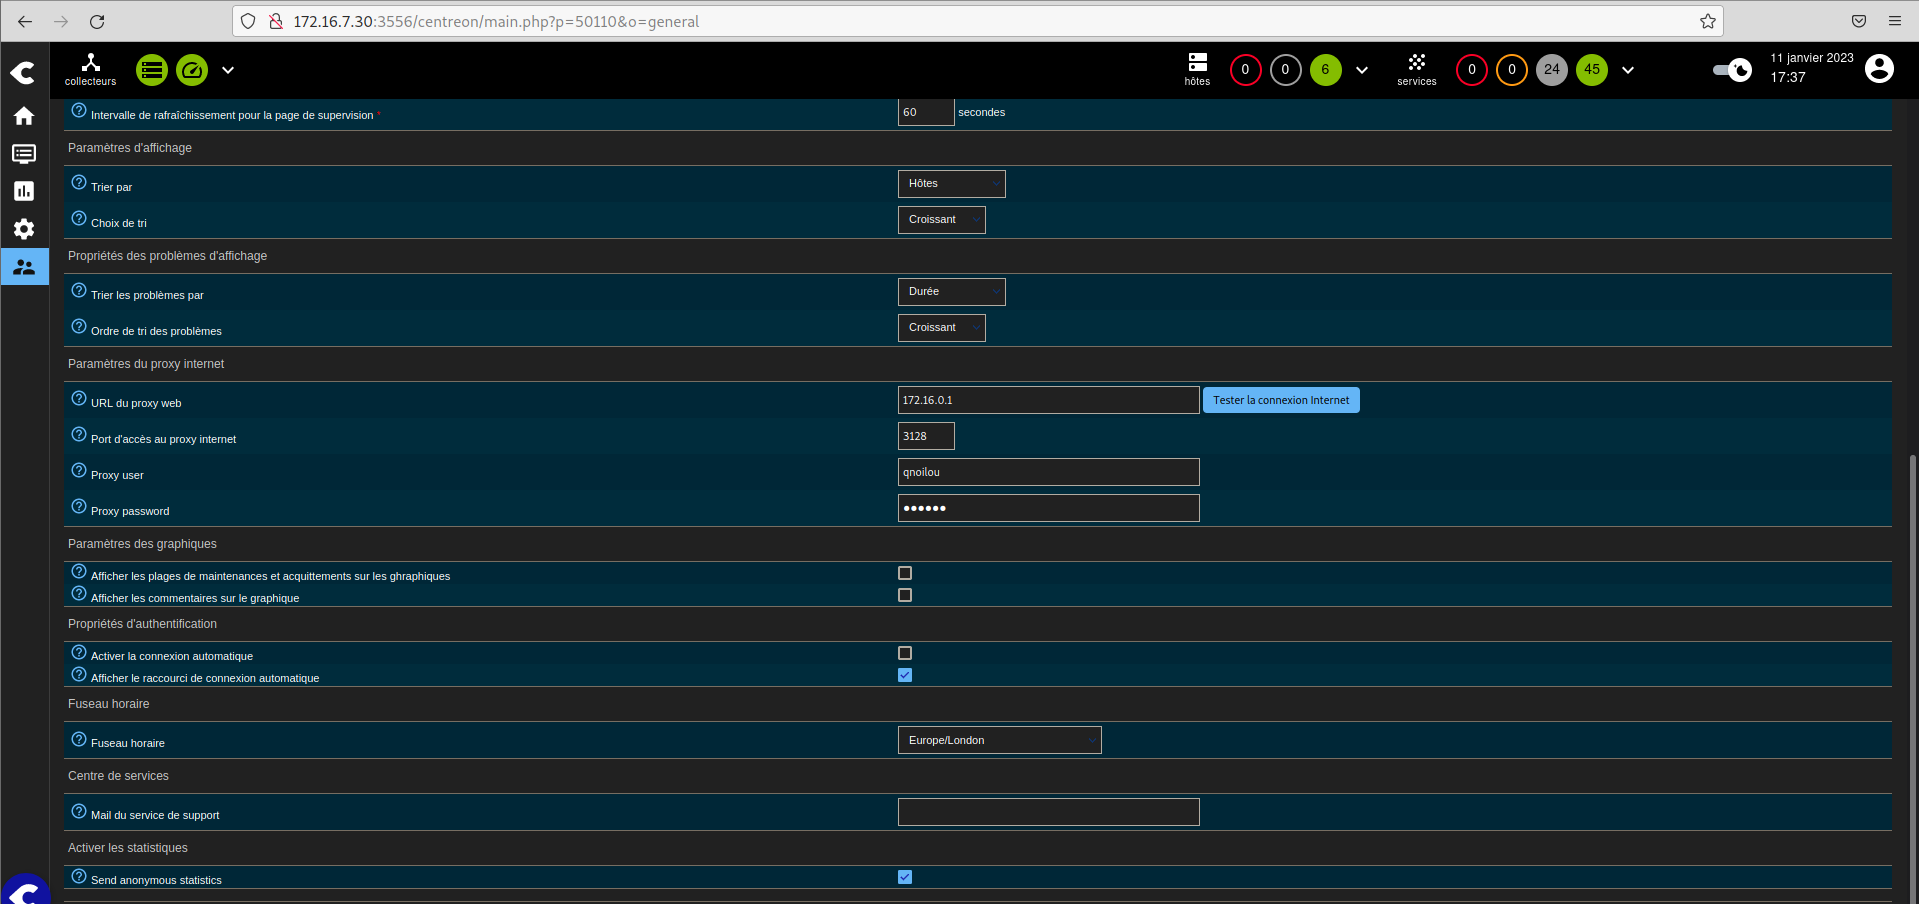 172.16.7.30:3556/centreon/main.php?p=50110&o=general
collecteurs
hôtes
0
0
6
services
0
0
24
45
11 janvier 2023
17:37
Intervalle de rafraîchissement pour la page de supervision *
60 secondes
Paramètres d'affichage
Trier par
Hôtes
Choix de tri
Croissant
Propriétés des problèmes d'affichage
Trier les problèmes par
Durée
Ordre de tri des problèmes
Croissant
Paramètres du proxy internet
URL du proxy web
172.16.0.1
Tester la connexion Internet
Port d'accès au proxy internet
3128
Proxy user
qnoilou
Proxy password
••••••
Paramètres des graphiques
Afficher les plages de maintenances et acquittements sur les ghraphiques
Afficher les commentaires sur le graphique
Propriétés d'authentification
Activer la connexion automatique
Afficher le raccourci de connexion automatique
Fuseau horaire
Fuseau horaire
Europe/London
Centre de services
Mail du service de support
Activer les statistiques
Send anonymous statistics